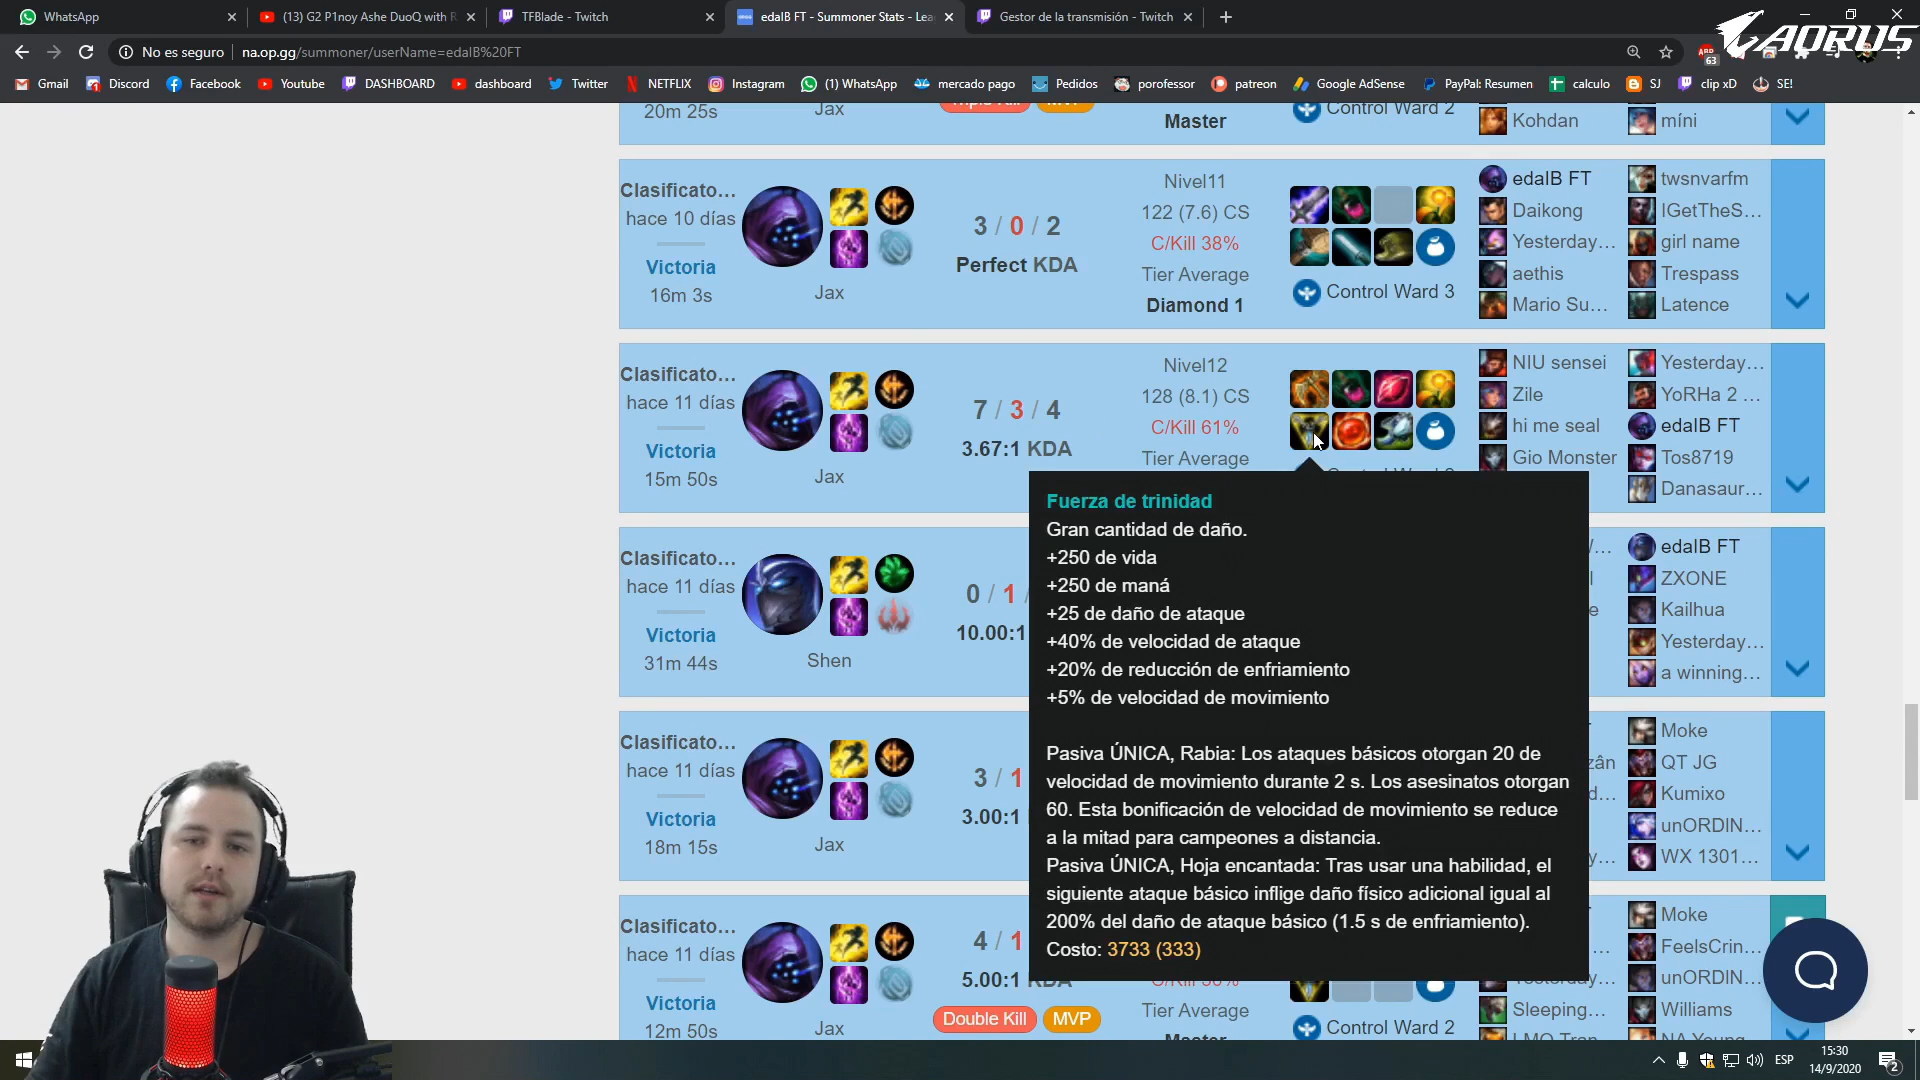 WhatsApp
(13) G2 P1noy Ashe DuoQ with R
TFBlade - Twitch
edalB FT - Summoner Stats - Lea
Gestor de la transmisión - Twitch
AORUS
No es seguro
na.op.gg/summoner/userName=edalB%20FT
63
Gmail
Discord
Facebook
Youtube
DASHBOARD
dashboard
Twitter
NETFLIX
Instagram
(1) WhatsApp
mercado pago
Pedidos
porofessor
patreon
Google AdSense
PayPal: Resumen
calculo
SJ
clip xD
SE!
20m 25s
Jax
Master
Control Ward 2
Kohdan
míni
Clasificato...
hace 10 días
Victoria
16m 3s
Jax
3 / 0 / 2
Perfect KDA
Nivel11
122 (7.6) CS
C/Kill 38%
Tier Average
Diamond 1
Control Ward 3
edalB FT
Daikong
Yesterday...
aethis
Mario Su...
twsnvarfm
IGetTheS...
girl name
Trespass
Latence
Clasificato...
hace 11 días
Victoria
15m 50s
Jax
7 / 3 / 4
3.67:1 KDA
Nivel12
128 (8.1) CS
C/Kill 61%
Tier Average
NIU sensei
Zile
hi me seal
Gio Monster
Yesterday...
YoRHa 2 ...
edalB FT
Tos8719
Danasaur...
Fuerza de trinidad
Gran cantidad de daño.
+250 de vida
+250 de maná
+25 de daño de ataque
+40% de velocidad de ataque
+20% de reducción de enfriamiento
+5% de velocidad de movimiento
Pasiva ÚNICA, Rabia: Los ataques básicos otorgan 20 de
velocidad de movimiento durante 2 s. Los asesinatos otorgan
60. Esta bonificación de velocidad de movimiento se reduce
a la mitad para campeones a distancia.
Pasiva ÚNICA, Hoja encantada: Tras usar una habilidad, el
siguiente ataque básico inflige daño físico adicional igual al
200% del daño de ataque básico (1.5 s de enfriamiento).
Costo: 3733 (333)
Clasificato...
hace 11 días
Victoria
31m 44s
Shen
0 / 1 /
10.00:1
edalB FT
ZXONE
Kailhua
Yesterday...
a winning...
Clasificato...
hace 11 días
Victoria
18m 15s
Jax
3 / 1
3.00:1
Moke
QT JG
Kumixo
unORDIN...
WX 1301...
Clasificato...
hace 11 días
Victoria
12m 50s
Jax
4 / 1
5.00:1
Double Kill
MVP
Tier Average
Control Ward 2
Sleeping...
Moke
FeelsCrin...
unORDIN...
Williams
ESP
15:30
14/9/2020
2